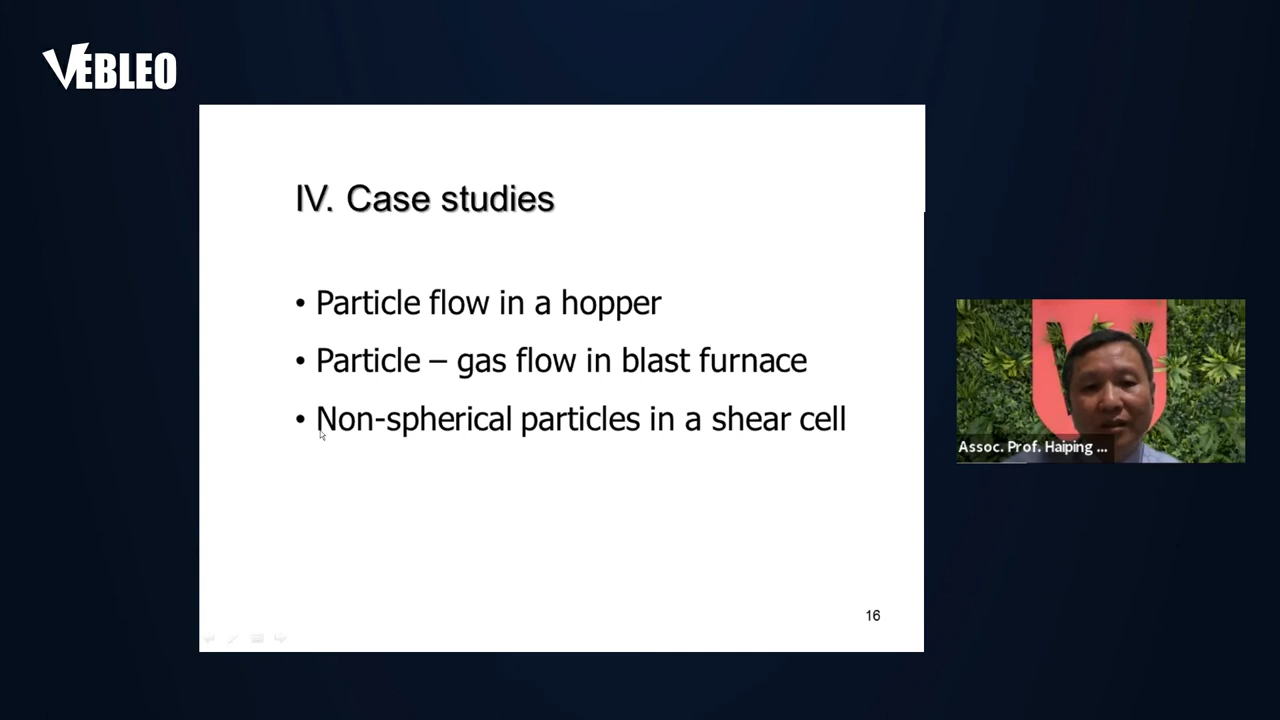 VEBLEO
IV. Case studies
• Particle flow in a hopper
• Particle – gas flow in blast furnace
• Non-spherical particles in a shear cell
Assoc. Prof. Haiping ...
16